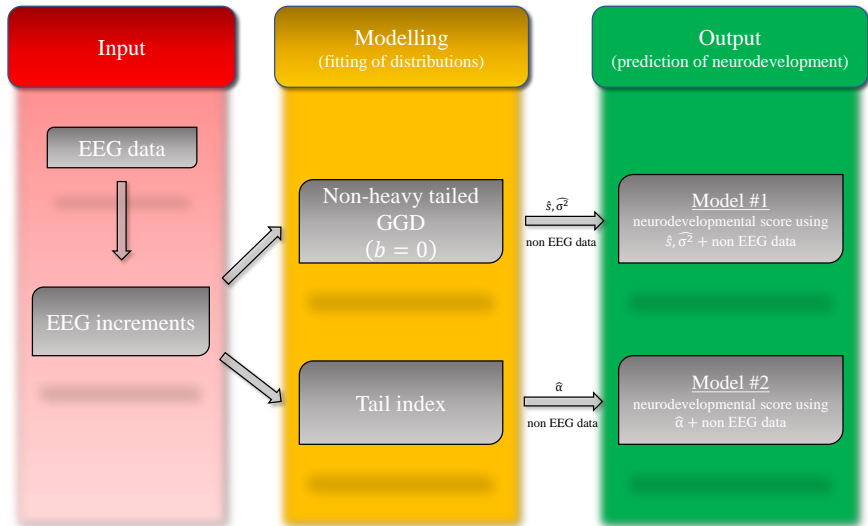 Input
EEG data
EEG increments
Modelling
(fitting of distributions)
Non-heavy tailed
GGD
(𝑏 = 0)
Tail index
ŝ, σ̂²
non EEG data
α̂
non EEG data
Output
(prediction of neurodevelopment)
Model #1
neurodevelopmental score using
ŝ, σ̂² + non EEG data
Model #2
neurodevelopmental score using
α̂ + non EEG data